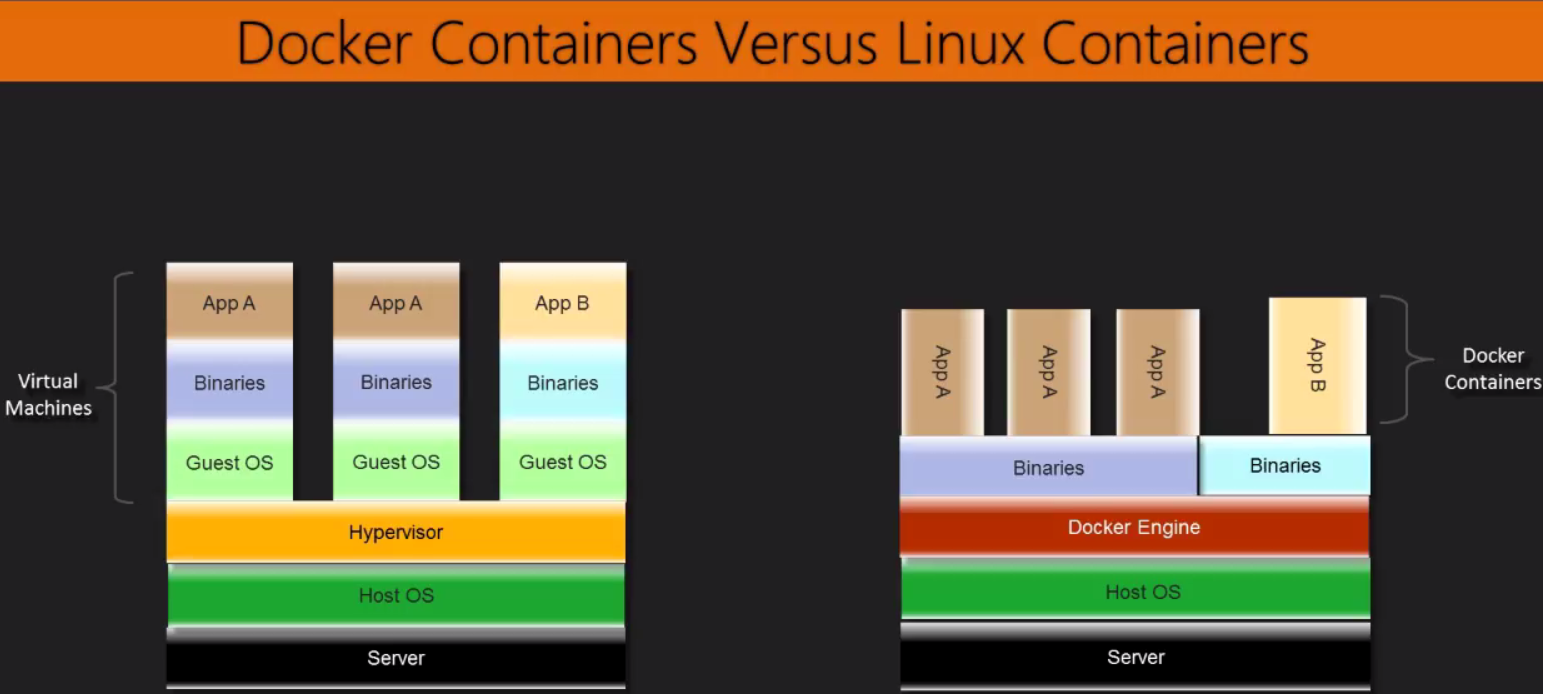 Docker Containers Versus Linux Containers
Virtual
Machines
App A
Binaries
Guest OS
App A
Binaries
Guest OS
App B
Binaries
Guest OS
Hypervisor
Host OS
Server
App A
App A
App A
App B
Binaries
Binaries
Docker Engine
Host OS
Server
Docker
Containers